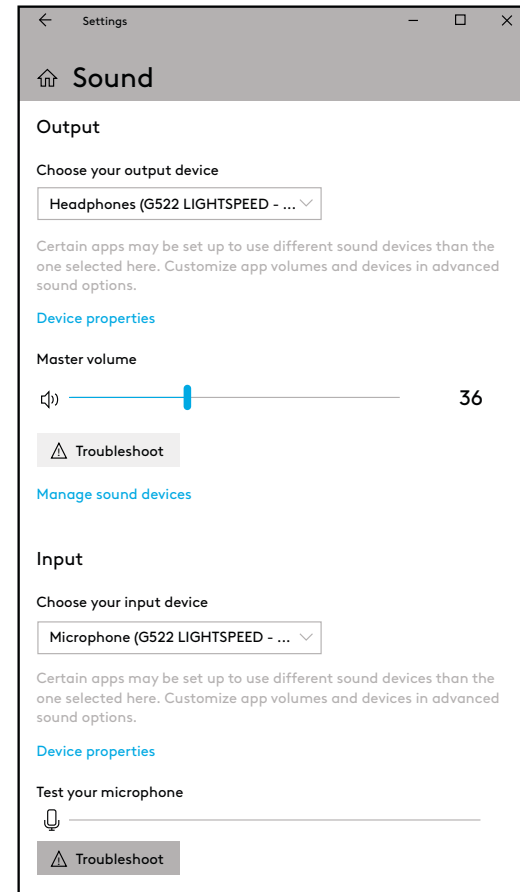 Settings
Sound
Output
Choose your output device
Headphones (G522 LIGHTSPEED - ...
Certain apps may be set up to use different sound devices than the
one selected here. Customize app volumes and devices in advanced
sound options.
Device properties
Master volume
36
Troubleshoot
Manage sound devices
Input
Choose your input device
Microphone (G522 LIGHTSPEED - ...
Certain apps may be set up to use different sound devices than the
one selected here. Customize app volumes and devices in advanced
sound options.
Device properties
Test your microphone
Troubleshoot